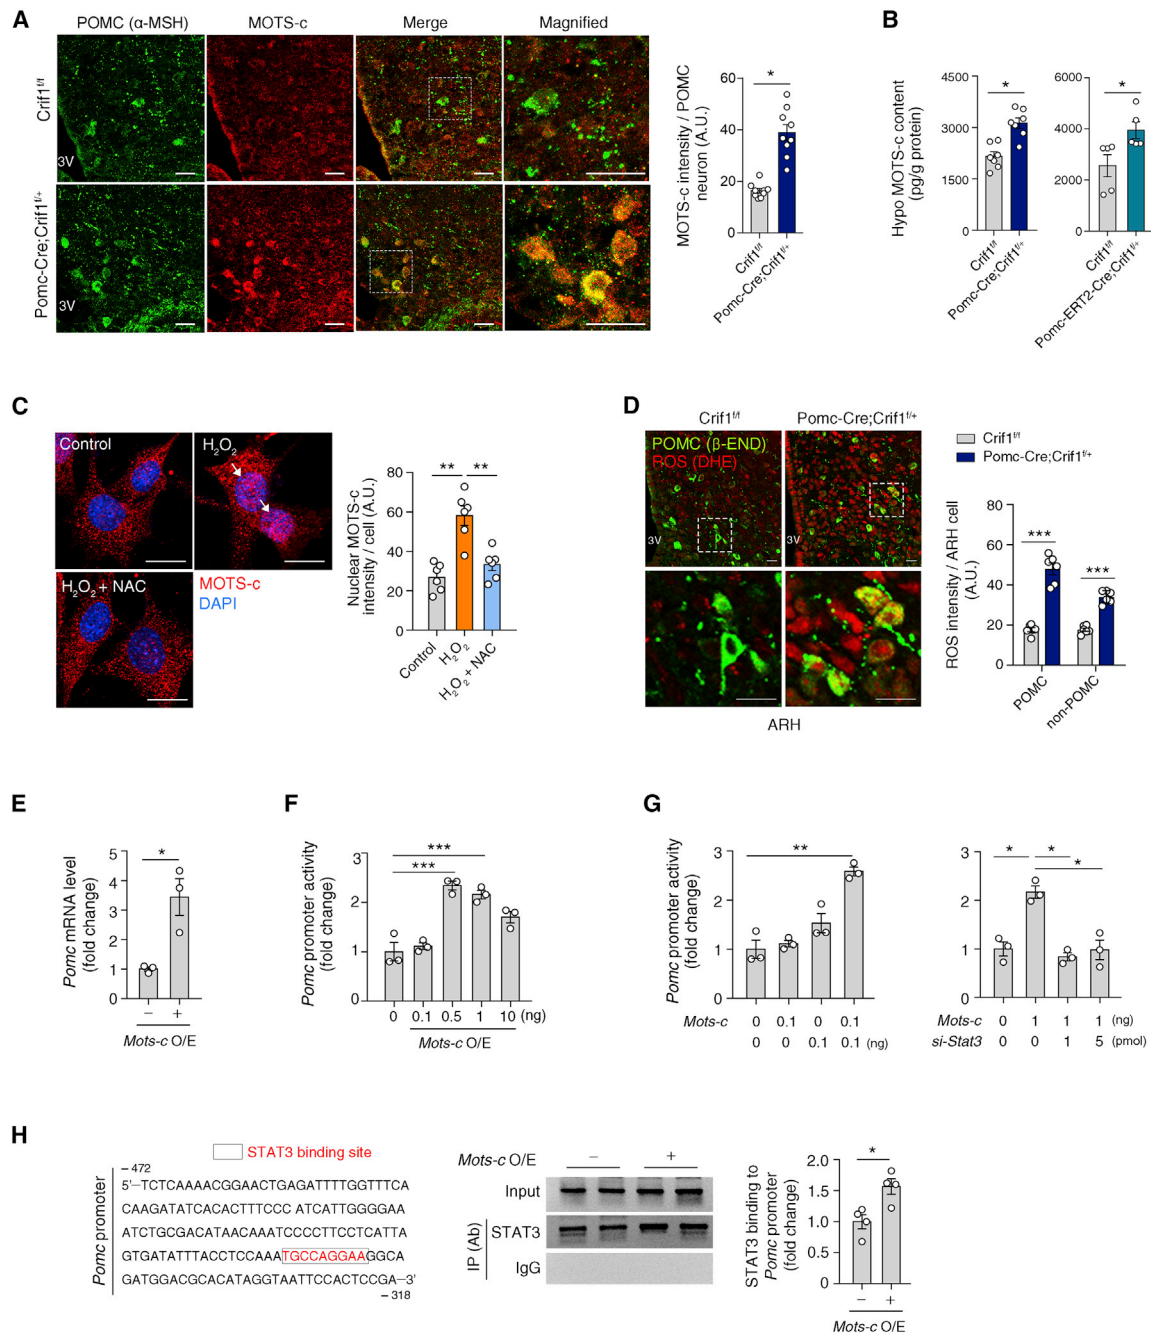 A
POMC (α-MSH)
MOTS-c
Merge
Magnified
Crif1f/f
3V
Pomc-Cre;Crif1f/+
3V
MOTS-c intensity / POMC
neuron (A.U.)
60
40
20
0
*
Crif1f/f
Pomc-Cre;Crif1f/+
B
Hypo MOTS-c content
(pg/g protein)
4500
3000
1500
0
*
Crif1f/f
Pomc-Cre;Crif1f/+
6000
4000
2000
0
*
Crif1f/f
Pomc-ERT2-Cre;Crif1f/+
C
Control
H2O2
H2O2 + NAC
MOTS-c
DAPI
Nuclear MOTS-c
intensity / cell (A.U.)
80
60
40
20
0
** **
Control
H2O2
H2O2 + NAC
D
Crif1f/f
Pomc-Cre;Crif1f/+
POMC (β-END)
ROS (DHE)
3V
3V
ARH
Crif1f/f
Pomc-Cre;Crif1f/+
ROS intensity / ARH cell
(A.U.)
80
60
40
20
0
***
***
POMC
non-POMC
E
Pomc mRNA level
(fold change)
5
4
3
2
1
0
*
− +
Mots-c O/E
F
Pomc promoter activity
(fold change)
3
2
1
0
***
***
0 0.1 0.5 1 10 (ng)
Mots-c O/E
G
Pomc promoter activity
(fold change)
3
2
1
0
**
Mots-c 0 0.1 0 0.1
0 0 0.1 0.1 (ng)
3
2
1
0
* * *
Mots-c 0 1 1 1 (ng)
si-Stat3 0 0 1 5 (pmol)
H
STAT3 binding site
Pomc promoter
– 472
5'–TCTCAAAACGGAACTGAGATTTTGGTTTCA
CAAGATATCACACTTTCCC ATCATTGGGGAA
ATCTGCGACATAACAAATCCCCTTCCTCATTA
GTGATATTTACCTCCAAATGCCAGGAAGGCA
GATGGACGCACATAGGTAATTCCACTCCGA–3'
– 318
Mots-c O/E − +
Input
IP (Ab)
STAT3
IgG
STAT3 binding to
Pomc promoter
(fold change)
2.0
1.5
1.0
0.5
0
*
− +
Mots-c O/E